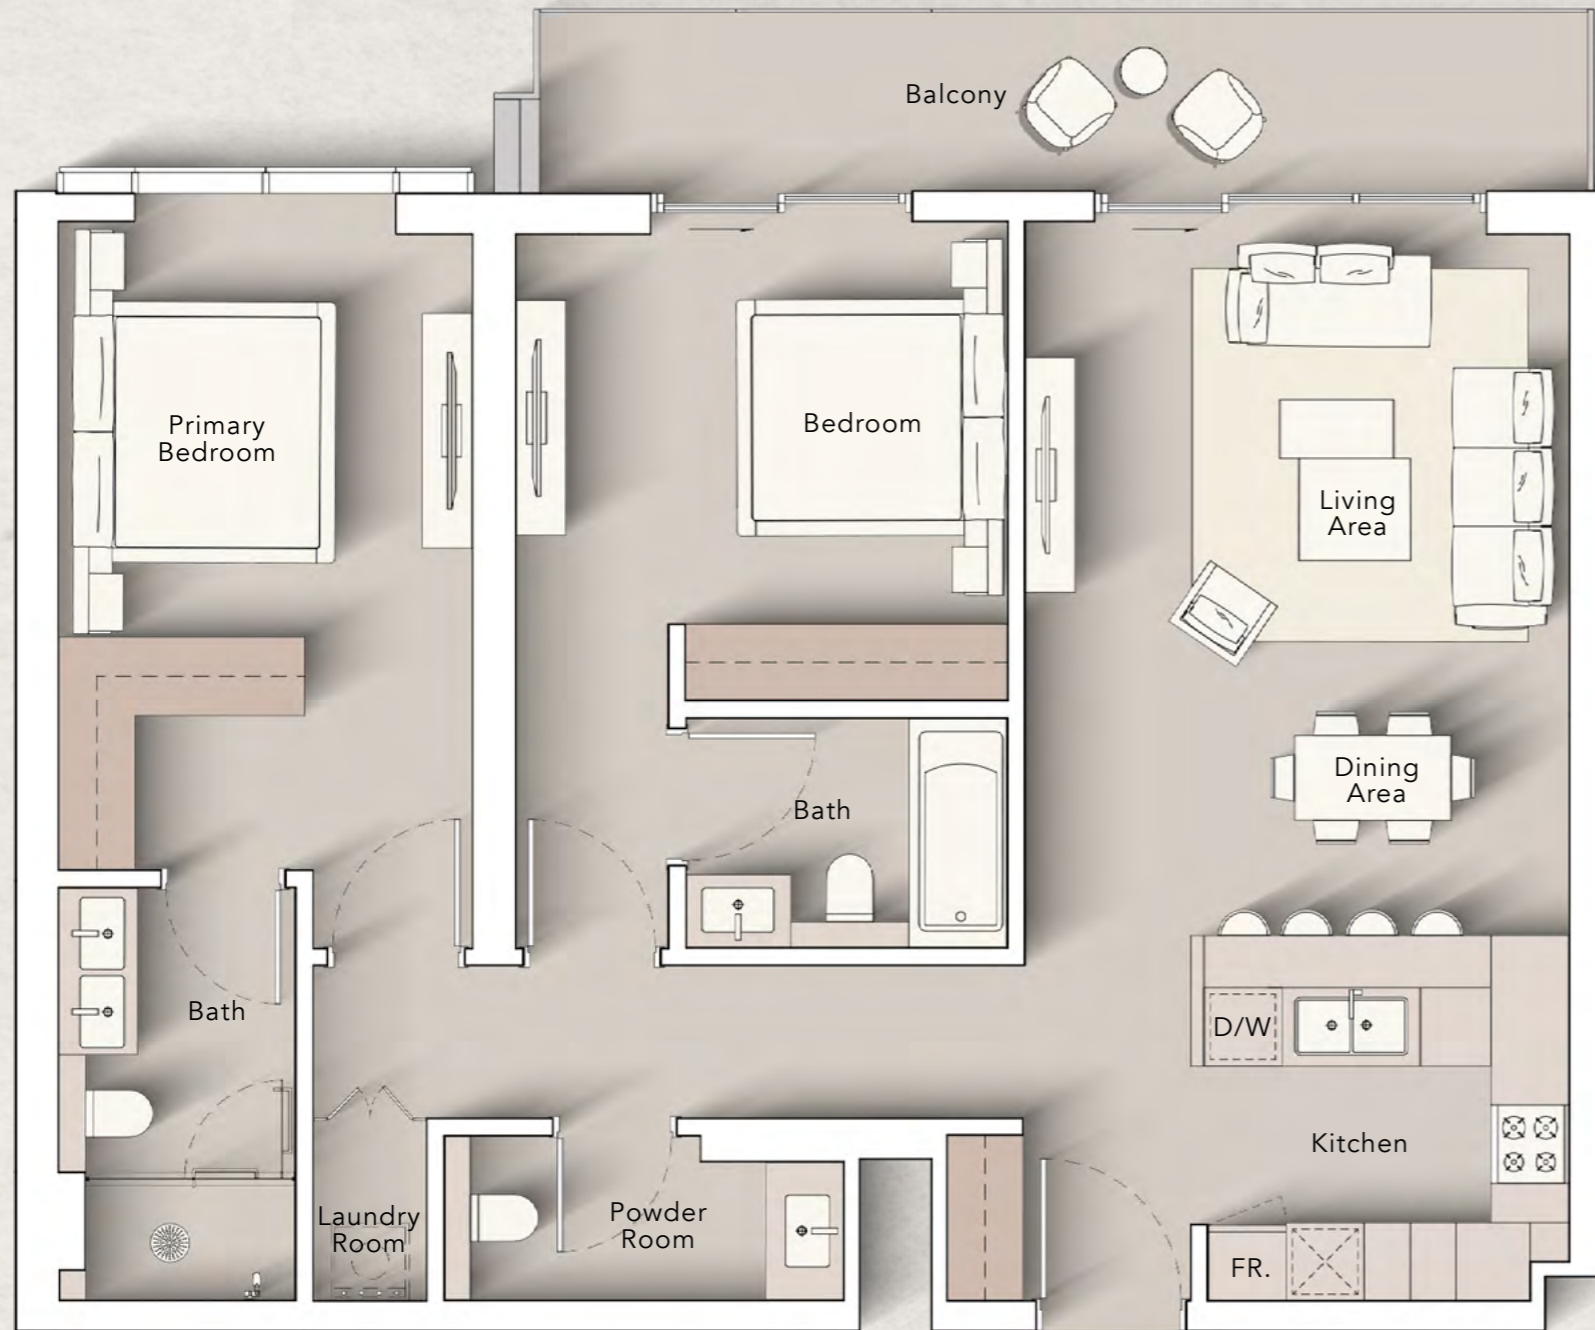 Balcony
Primary
Bedroom
Bedroom
Living
Area
Dining
Area
Bath
Bath
D/W
Kitchen
Laundry
Room
Powder
Room
FR.